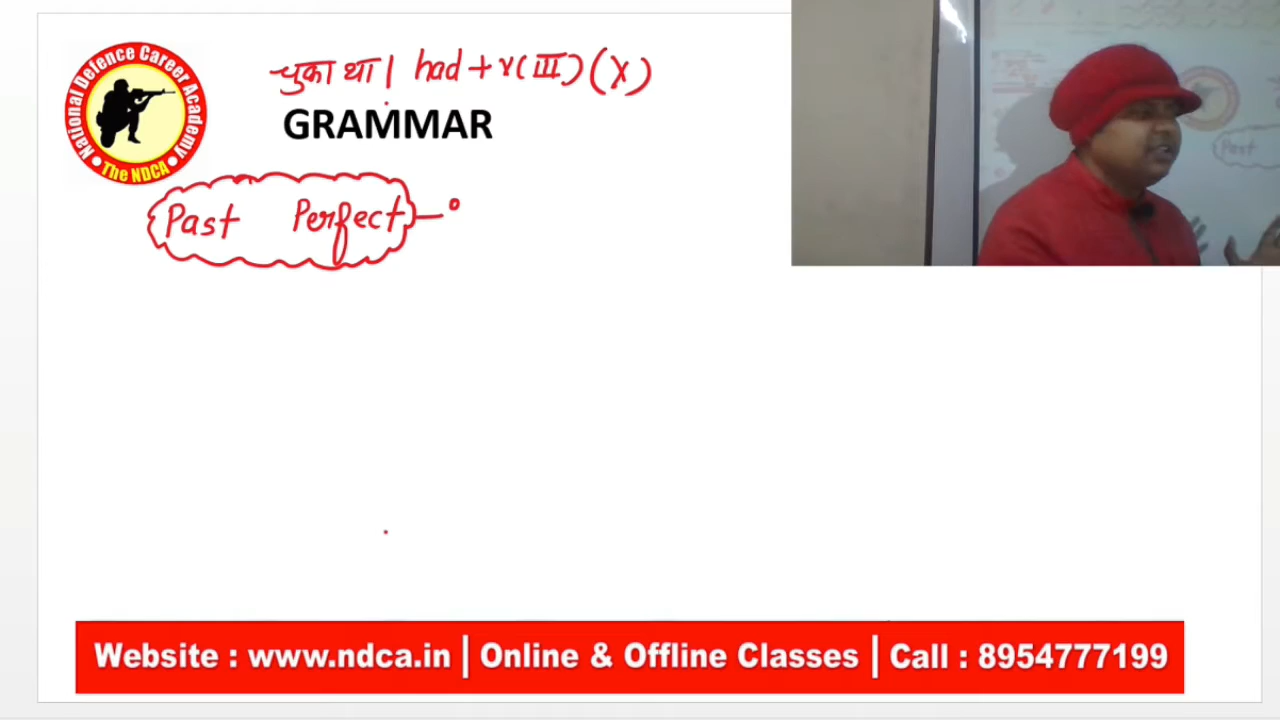 National Defence Career Academy
The NDCA
चुका था | had + v(III) (X)
GRAMMAR
Past Perfect
Past
Website : www.ndca.in | Online & Offline Classes | Call : 8954777199